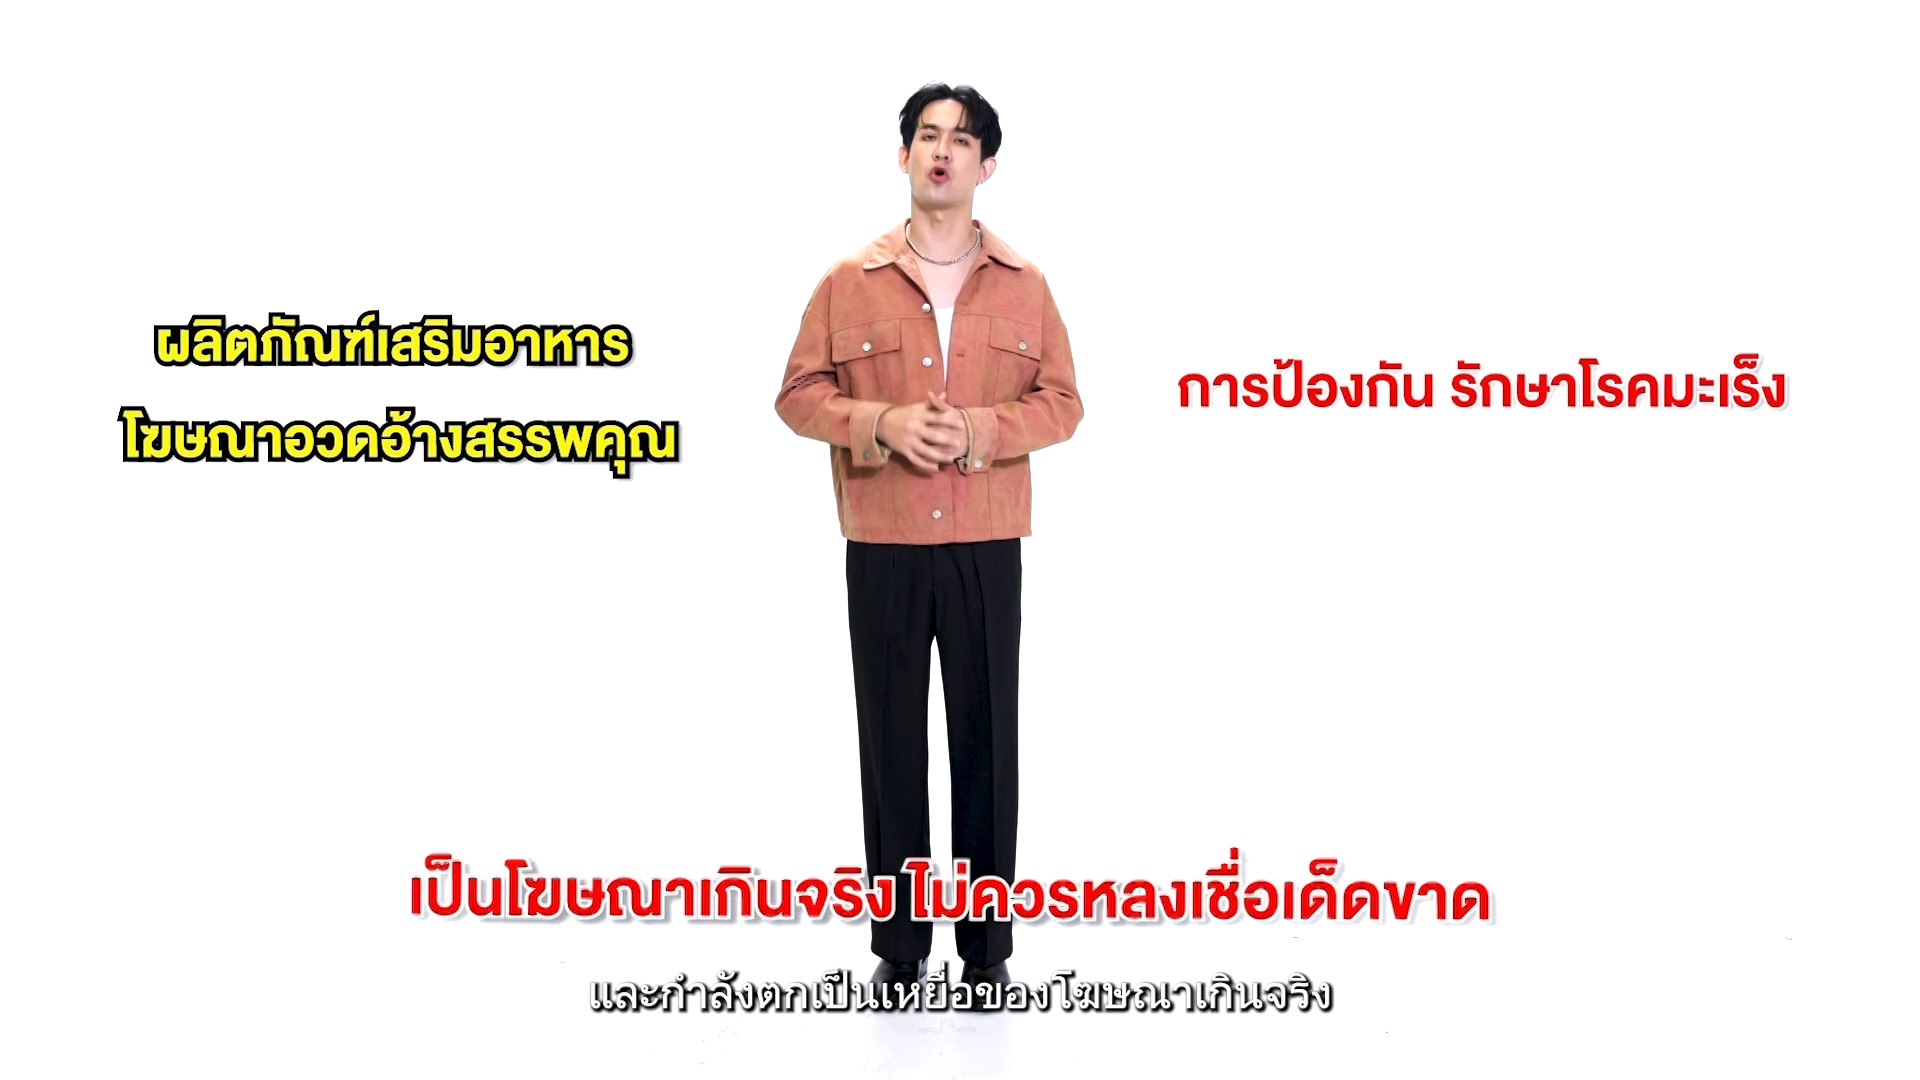 ผลิตภัณฑ์เสริมอาหาร
โฆษณาอวดอ้างสรรพคุณ
การป้องกัน รักษาโรคมะเร็ง
เป็นโฆษณาเกินจริง ไม่ควรหลงเชื่อเด็ดขาด
และกำลังตกเป็นเหยื่อของโฆษณาเกินจริง